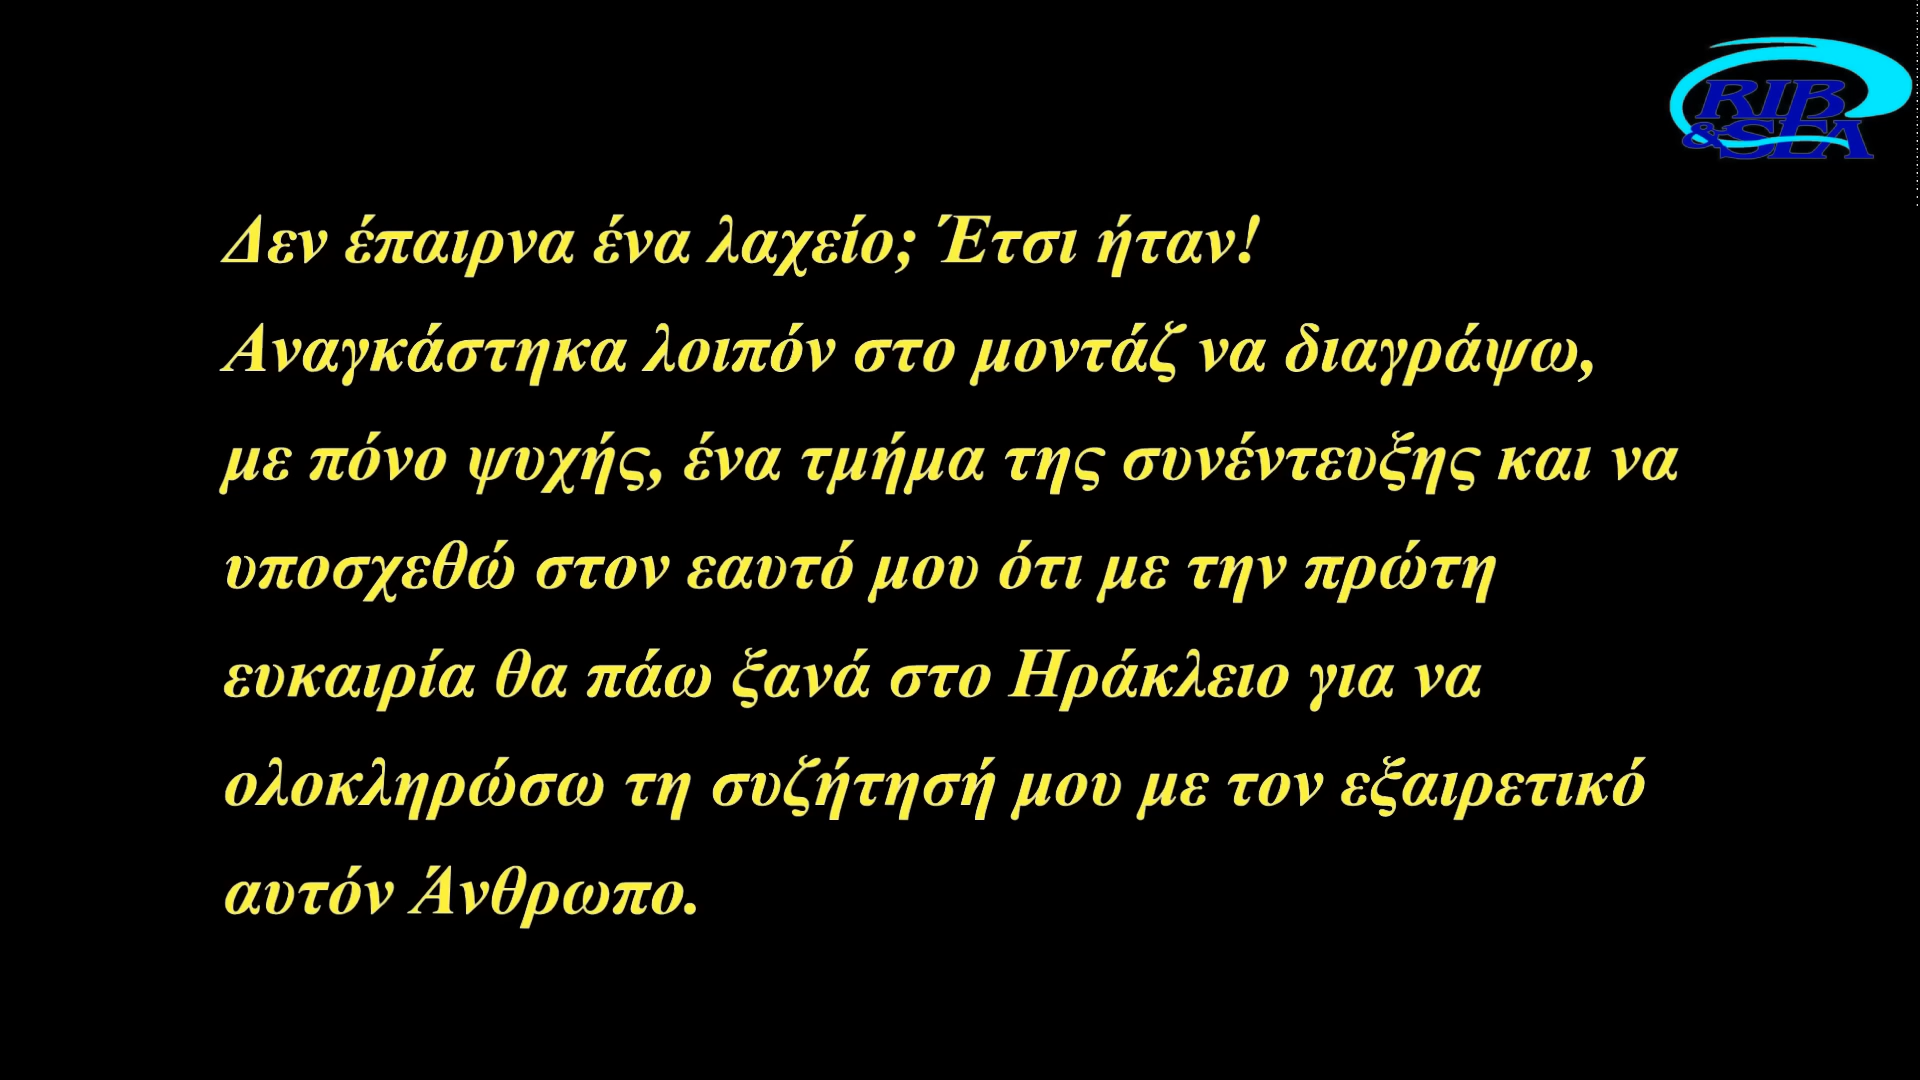 RIB
&SEA
Δεν έπαιρνα ένα λαχείο; Έτσι ήταν!
Αναγκάστηκα λοιπόν στο μοντάζ να διαγράψω,
με πόνο ψυχής, ένα τμήμα της συνέντευξης και να
υποσχεθώ στον εαυτό μου ότι με την πρώτη
ευκαιρία θα πάω ξανά στο Ηράκλειο για να
ολοκληρώσω τη συζήτησή μου με τον εξαιρετικό
αυτόν Άνθρωπο.